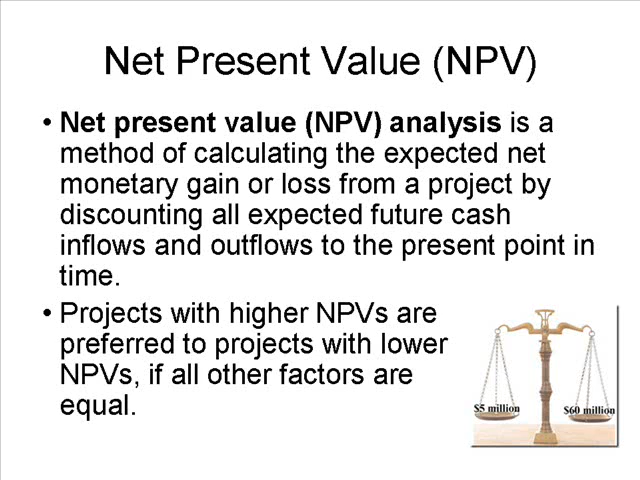 Net Present Value (NPV)
• Net present value (NPV) analysis is a
method of calculating the expected net
monetary gain or loss from a project by
discounting all expected future cash
inflows and outflows to the present point in
time.
• Projects with higher NPVs are
preferred to projects with lower
NPVs, if all other factors are
equal.
$5 million
$60 million